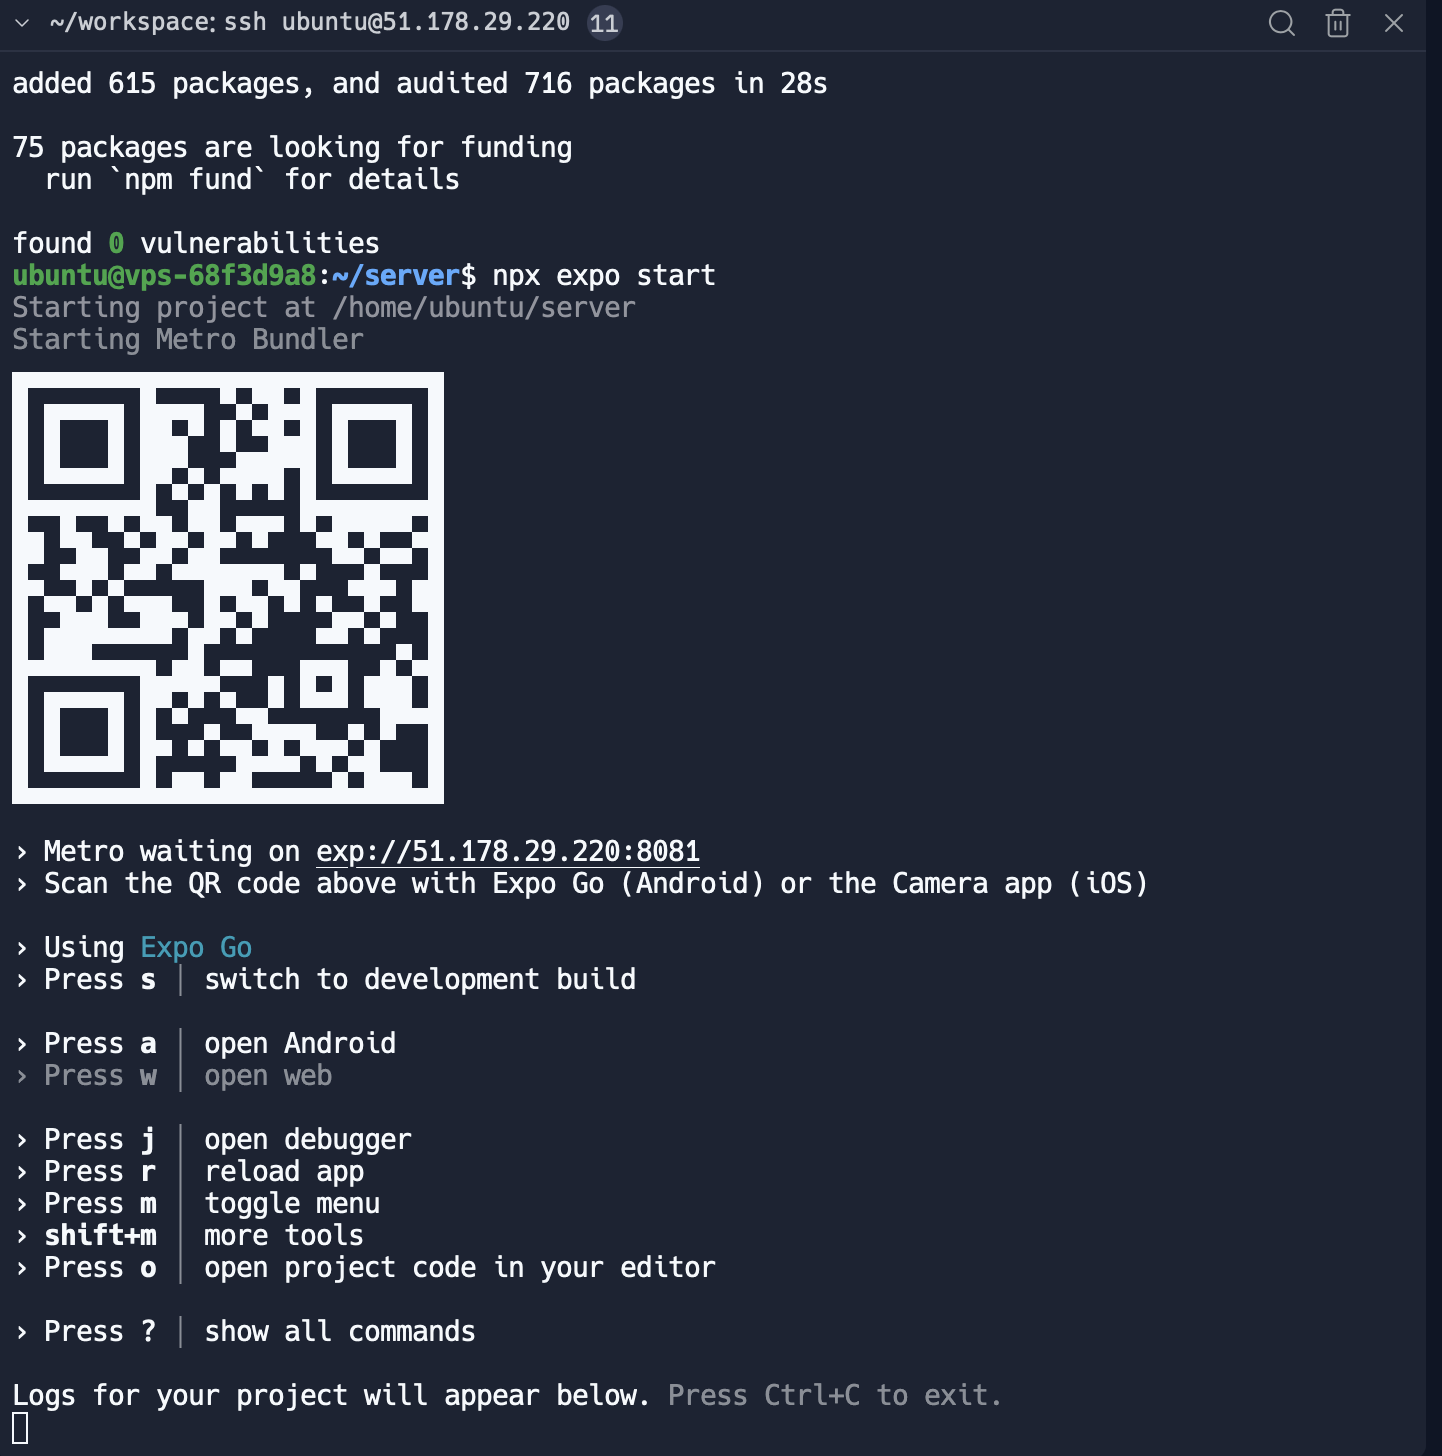 ~/workspace: ssh ubuntu@51.178.29.220 11
added 615 packages, and audited 716 packages in 28s
75 packages are looking for funding
run `npm fund` for details
found 0 vulnerabilities
ubuntu@vps-68f3d9a8:~/server$ npx expo start
Starting project at /home/ubuntu/server
Starting Metro Bundler
› Metro waiting on exp://51.178.29.220:8081
› Scan the QR code above with Expo Go (Android) or the Camera app (iOS)
› Using Expo Go
› Press s │ switch to development build
› Press a │ open Android
› Press w │ open web
› Press j │ open debugger
› Press r │ reload app
› Press m │ toggle menu
› shift+m │ more tools
› Press o │ open project code in your editor
› Press ? │ show all commands
Logs for your project will appear below. Press Ctrl+C to exit.